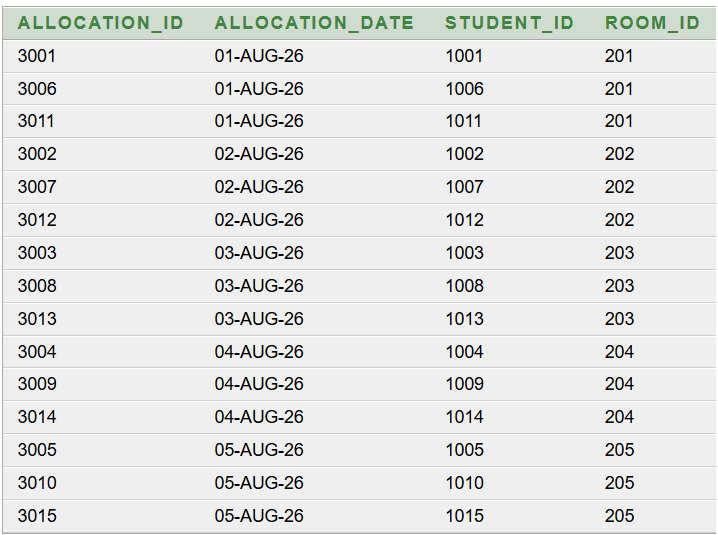 ALLOCATION_ID ALLOCATION_DATE STUDENT_ID ROOM_ID
3001 01-AUG-26 1001 201
3006 01-AUG-26 1006 201
3011 01-AUG-26 1011 201
3002 02-AUG-26 1002 202
3007 02-AUG-26 1007 202
3012 02-AUG-26 1012 202
3003 03-AUG-26 1003 203
3008 03-AUG-26 1008 203
3013 03-AUG-26 1013 203
3004 04-AUG-26 1004 204
3009 04-AUG-26 1009 204
3014 04-AUG-26 1014 204
3005 05-AUG-26 1005 205
3010 05-AUG-26 1010 205
3015 05-AUG-26 1015 205